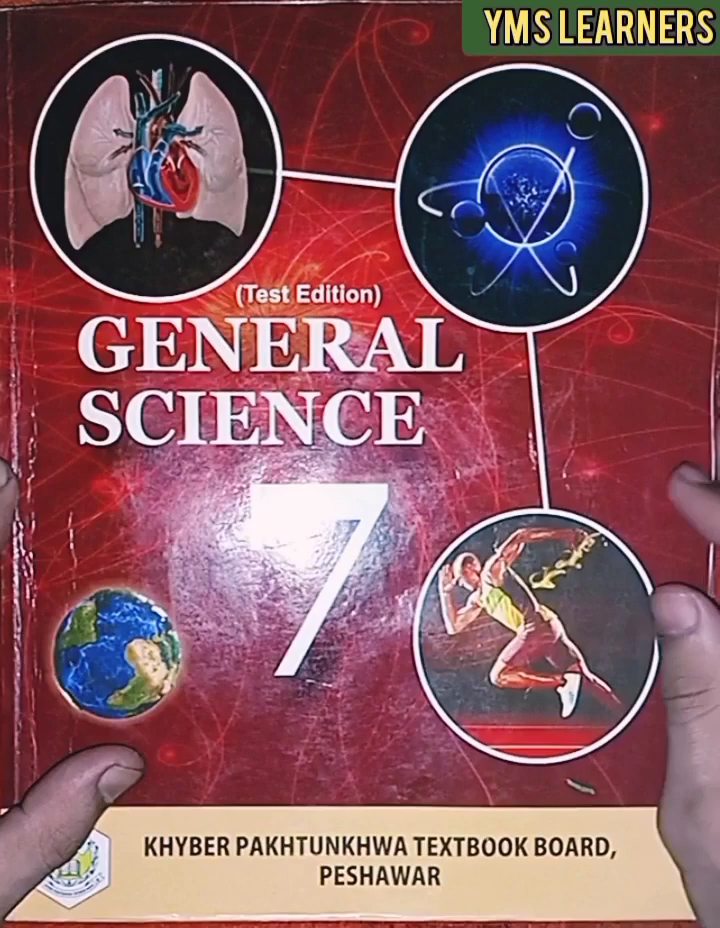 YMS LEARNERS
(Test Edition)
GENERAL
SCIENCE
7
KHYBER PAKHTUNKHWA TEXTBOOK BOARD,
PESHAWAR